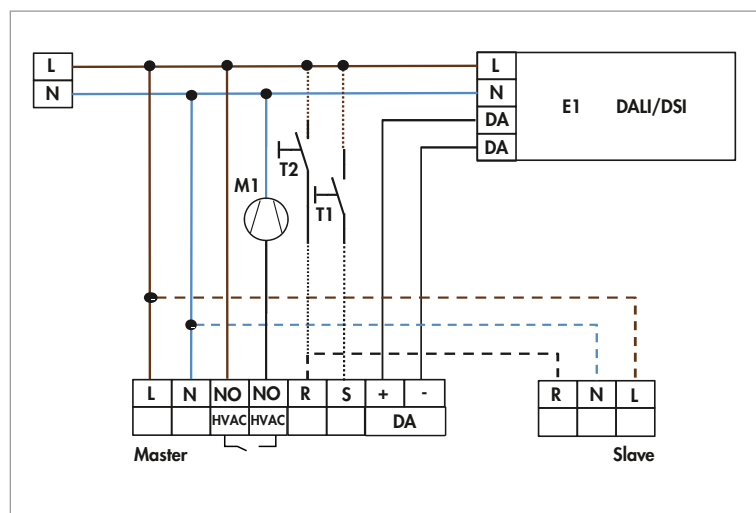 L
N
L
N
DA
DA
E1 DALI/DSI
T2
M1
T1
L N NO NO R S + -
HVAC HVAC DA
R N L
Master
Slave